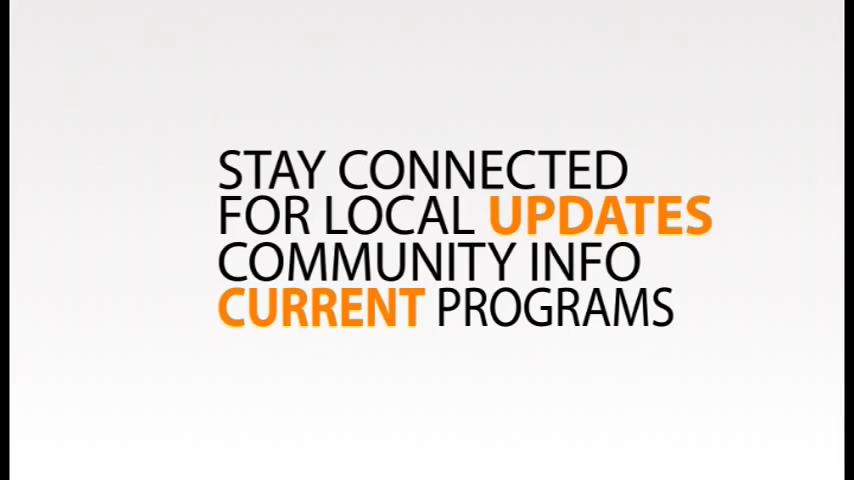 STAY CONNECTED
FOR LOCAL UPDATES
COMMUNITY INFO
CURRENT PROGRAMS